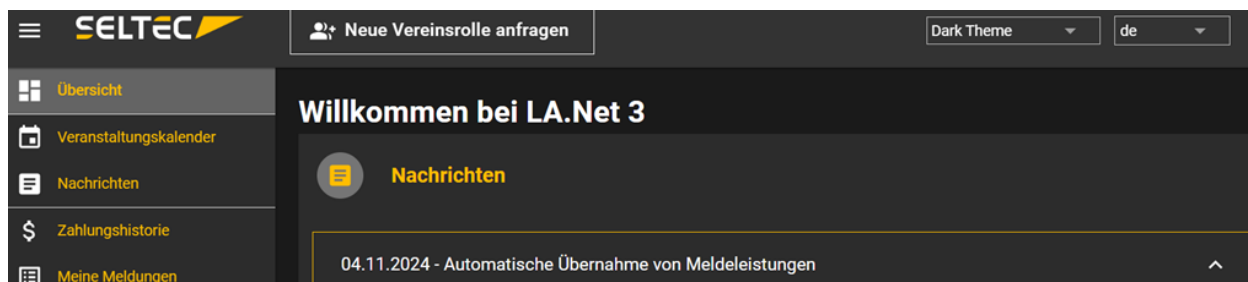 SELTEC
Neue Vereinsrolle anfragen
Dark Theme
de
Übersicht
Veranstaltungskalender
Nachrichten
Zahlungshistorie
Meine Meldungen
Willkommen bei LA.Net 3
Nachrichten
04.11.2024 - Automatische Übernahme von Meldeleistungen